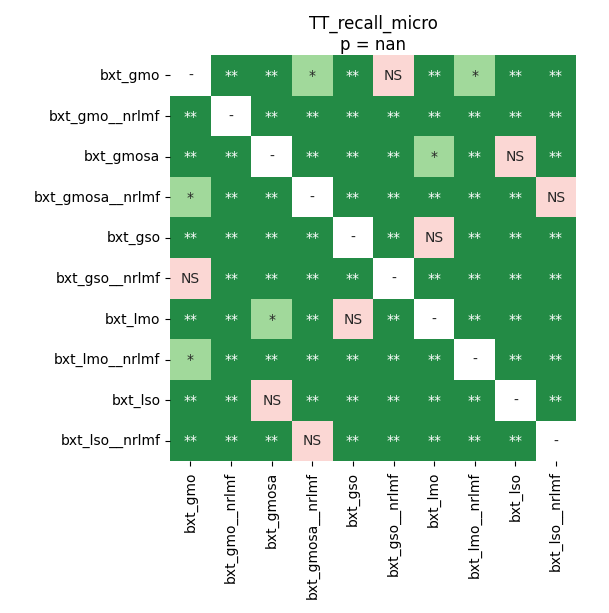 TT_recall_micro
p = nan
bxt_gmo - ** ** * ** NS ** * ** **
bxt_gmo__nrlmf ** - ** ** ** ** ** ** ** **
bxt_gmosa ** ** - ** ** ** * ** NS **
bxt_gmosa__nrlmf * ** ** - ** ** ** ** ** NS
bxt_gso ** ** ** ** - ** NS ** ** **
bxt_gso__nrlmf NS ** ** ** ** - ** ** ** **
bxt_lmo ** ** * ** NS ** - ** ** **
bxt_lmo__nrlmf * ** ** ** ** ** ** - ** **
bxt_lso ** ** NS ** ** ** ** ** - **
bxt_lso__nrlmf ** ** ** NS ** ** ** ** ** -
bxt_gmo
bxt_gmo__nrlmf
bxt_gmosa
bxt_gmosa__nrlmf
bxt_gso
bxt_gso__nrlmf
bxt_lmo
bxt_lmo__nrlmf
bxt_lso
bxt_lso__nrlmf